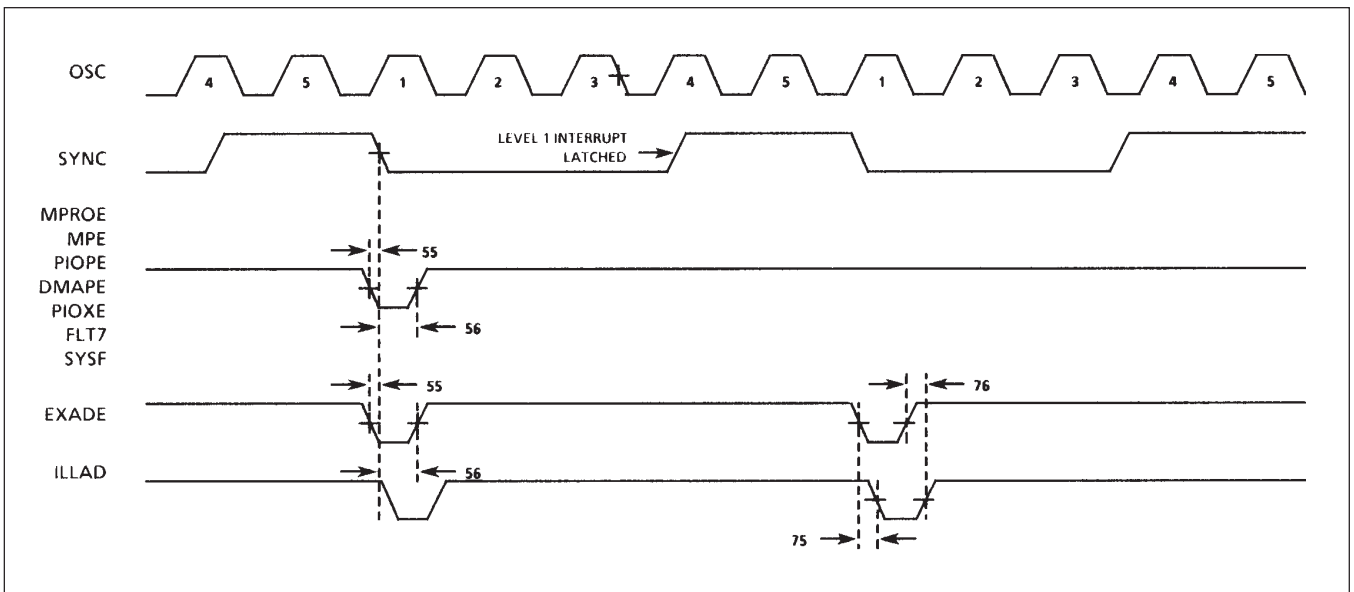 OSC
4 5 1 2 3 4 5 1 2 3 4 5
SYNC
LEVEL 1 INTERRUPT
LATCHED
MPROE
MPE
PIOPE
DMAPE
PIOXE
FLT7
SYSF
55
56
EXADE
55
76
ILLAD
56
75